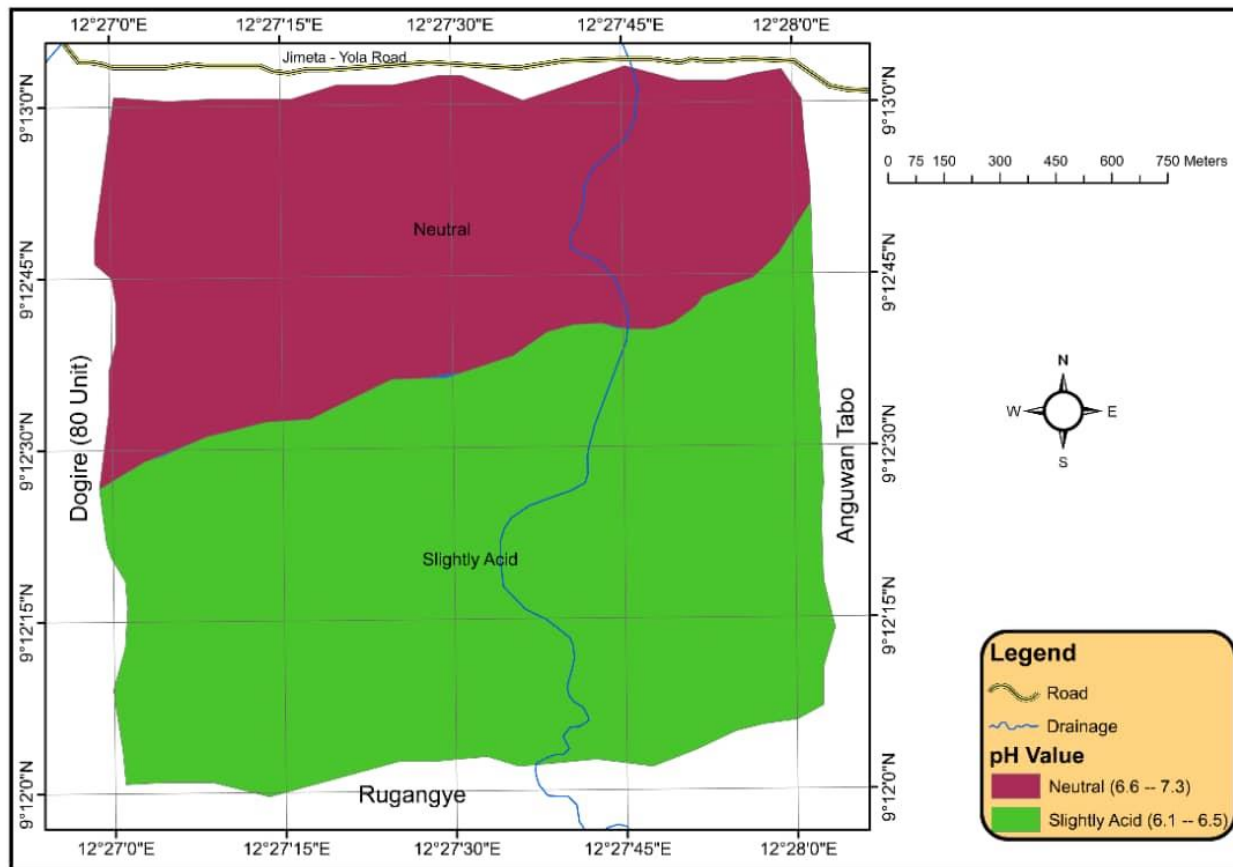 12°27'0"E 12°27'15"E 12°27'30"E 12°27'45"E 12°28'0"E
Jimeta - Yola Road
9°13'0"N 9°13'0"N
0 75 150 300 450 600 750 Meters
Neutral
9°12'45"N 9°12'45"N
Dogire (80 Unit)
Anguwan Tabo
N
W E
S
9°12'30"N 9°12'30"N
Slightly Acid
9°12'15"N 9°12'15"N
Legend
Road
Drainage
pH Value
Neutral (6.6 -- 7.3)
Slightly Acid (6.1 -- 6.5)
9°12'0"N 9°12'0"N
Rugangye
12°27'0"E 12°27'15"E 12°27'30"E 12°27'45"E 12°28'0"E